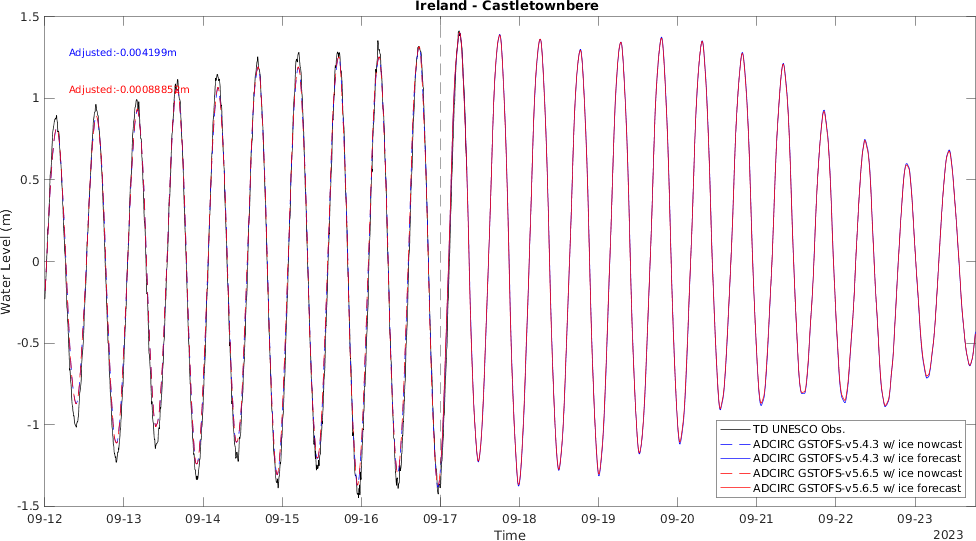 Ireland - Castletownbere
1.5
Adjusted:-0.004199m
Adjusted:-0.0008885
1
0.5
0
-0.5
-1
-1.5
Water Level (m)
TD UNESCO Obs.
ADCIRC GSTOFS-v5.4.3 w/ ice nowcast
ADCIRC GSTOFS-v5.4.3 w/ ice forecast
ADCIRC GSTOFS-v5.6.5 w/ ice nowcast
ADCIRC GSTOFS-v5.6.5 w/ ice forecast
09-12 09-13 09-14 09-15 09-16 09-17 09-18 09-19 09-20 09-21 09-22 09-23
Time
2023